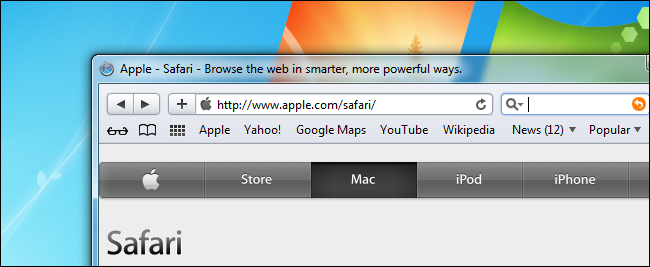 Apple - Safari - Browse the web in smarter, more powerful ways.
http://www.apple.com/safari/
Apple Yahoo! Google Maps YouTube Wikipedia News (12) Popular
Store Mac iPod iPhone
Safari